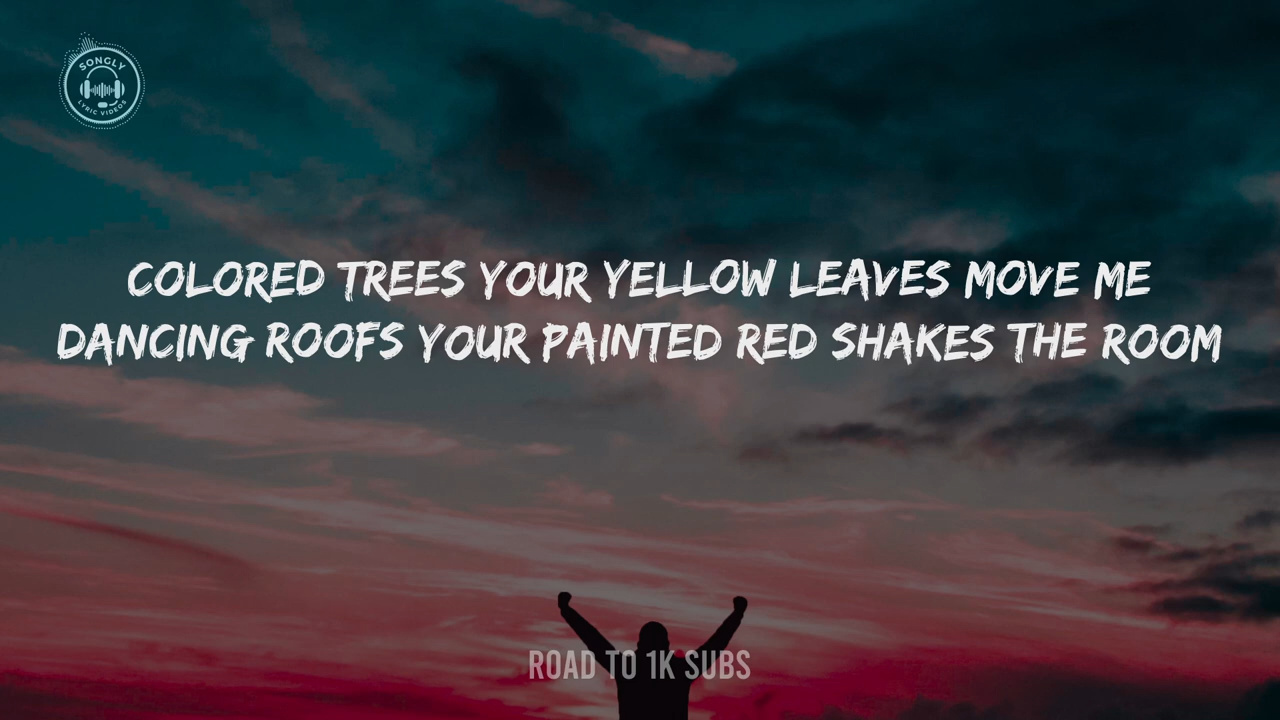 SONGLY
LYRIC VIDEOS
COLORED TREES YOUR YELLOW LEAVES MOVE ME
DANCING ROOFS YOUR PAINTED RED SHAKES THE ROOM
ROAD TO 1K SUBS